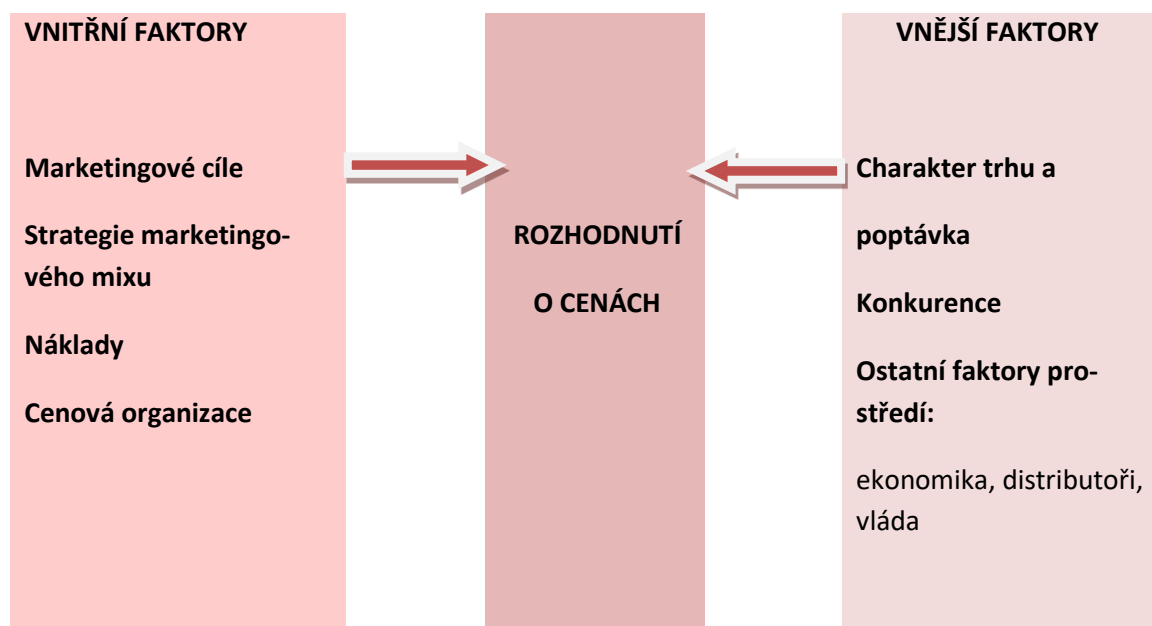 VNITŘNÍ FAKTORY
Marketingové cíle
Strategie marketingo-
vého mixu
Náklady
Cenová organizace
ROZHODNUTÍ
O CENÁCH
VNĚJŠÍ FAKTORY
Charakter trhu a
poptávka
Konkurence
Ostatní faktory pro-
středí:
ekonomika, distributoři,
vláda